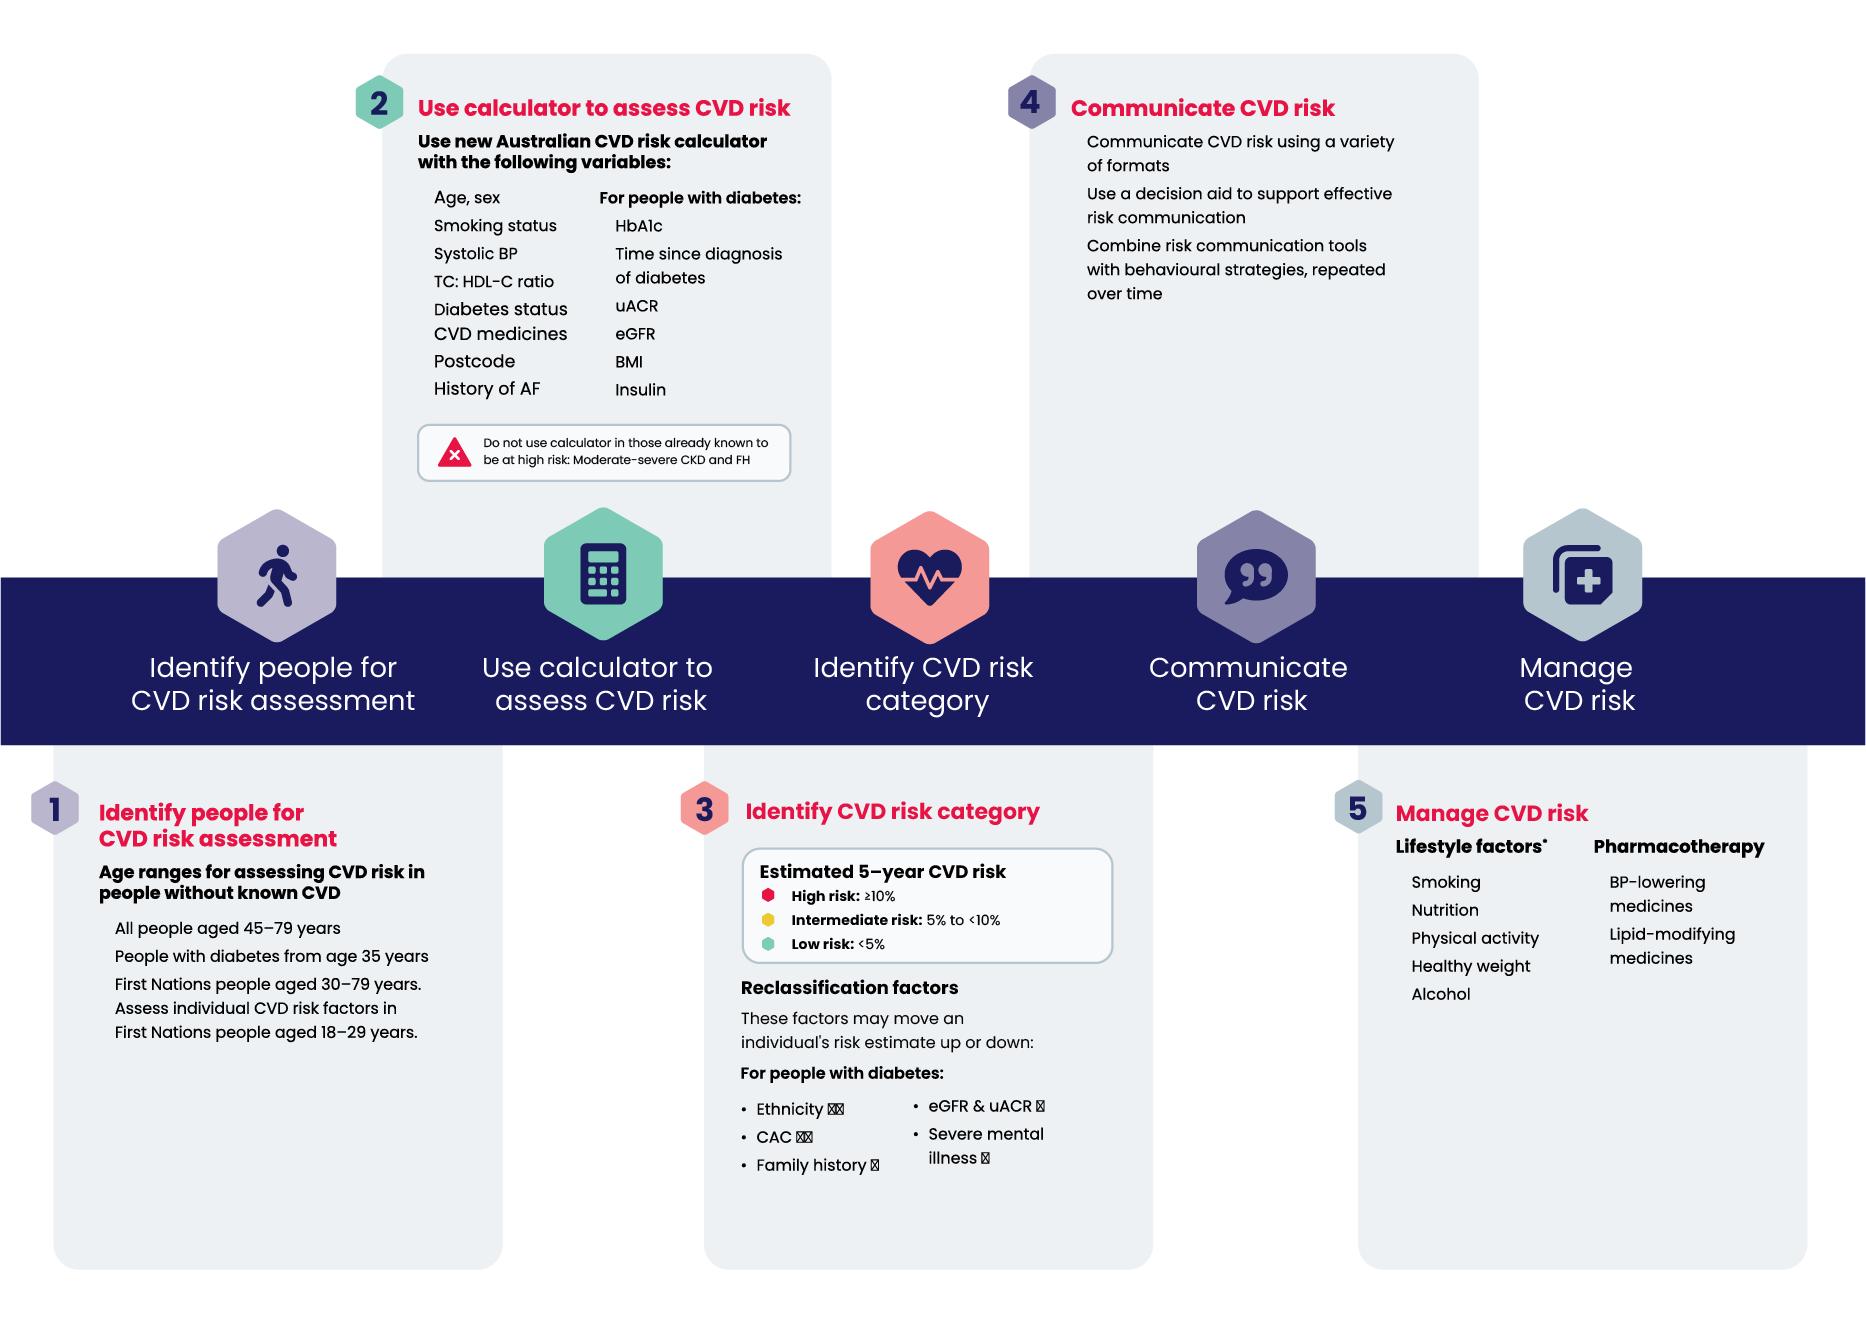 2
Use calculator to assess CVD risk
Use new Australian CVD risk calculator
with the following variables:
Age, sex
Smoking status
Systolic BP
TC: HDL-C ratio
Diabetes status
CVD medicines
Postcode
History of AF
For people with diabetes:
HbA1c
Time since diagnosis
of diabetes
uACR
eGFR
BMI
Insulin
Do not use calculator in those already known to
be at high risk: Moderate-severe CKD and FH
4
Communicate CVD risk
Communicate CVD risk using a variety
of formats
Use a decision aid to support effective
risk communication
Combine risk communication tools
with behavioural strategies, repeated
over time
Identify people for
CVD risk assessment
Use calculator to
assess CVD risk
Identify CVD risk
category
Communicate
CVD risk
Manage
CVD risk
1
Identify people for
CVD risk assessment
Age ranges for assessing CVD risk in
people without known CVD
All people aged 45–79 years
People with diabetes from age 35 years
First Nations people aged 30–79 years.
Assess individual CVD risk factors in
First Nations people aged 18–29 years.
3
Identify CVD risk category
Estimated 5–year CVD risk
High risk: ≥10%
Intermediate risk: 5% to <10%
Low risk: <5%
Reclassification factors
These factors may move an
individual's risk estimate up or down:
For people with diabetes:
• Ethnicity
• CAC
• Family history
• eGFR & uACR
• Severe mental
illness
5
Manage CVD risk
Lifestyle factors*
Smoking
Nutrition
Physical activity
Healthy weight
Alcohol
Pharmacotherapy
BP-lowering
medicines
Lipid-modifying
medicines